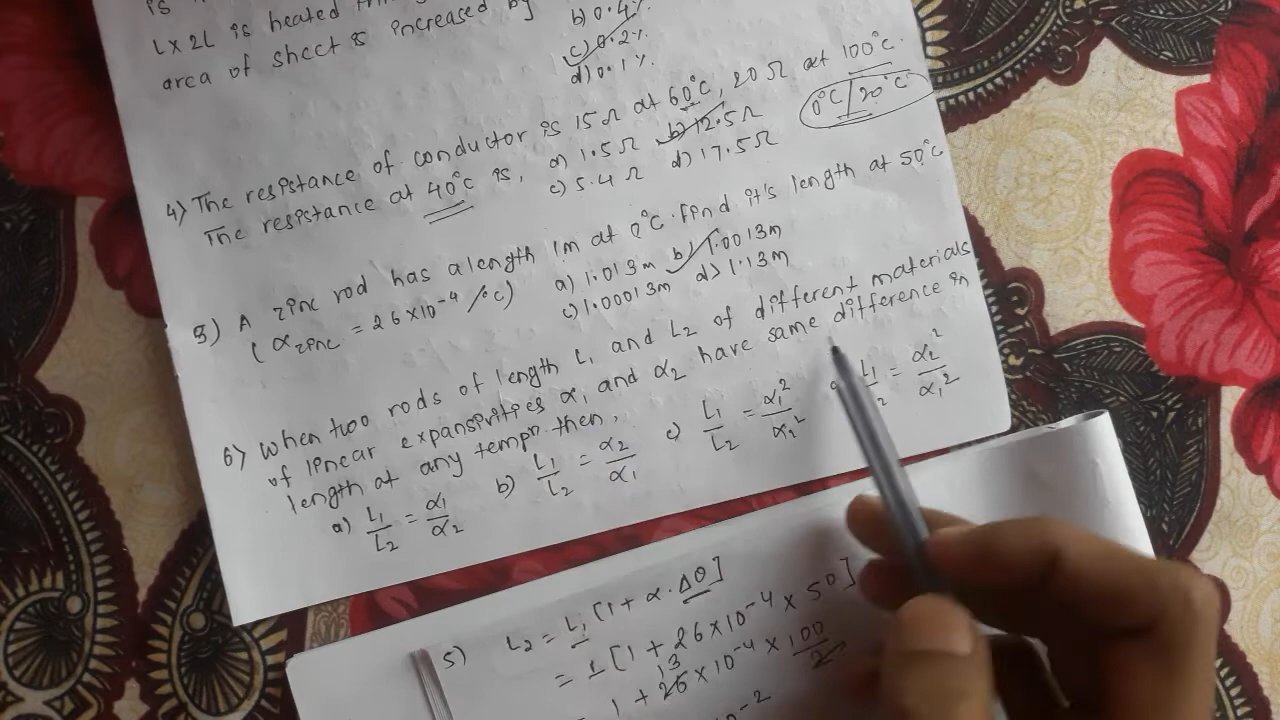 L x 2L is heated
b) 0.4%
area of sheet is increased by
c) 0.2%
d) 0.1%
4) The resistance of conductor is 15Ω at 60°c, 20Ω at 100°c.
The resistance at 40°c is, a) 1.5Ω b) 12.5Ω
c) 5.4Ω d) 17.5Ω
0°C/20°C
5) A zinc rod has a length 1m at 0°c. Find it's length at 50°c
(α zinc = 26×10⁻⁴/°c) a) 1.013m b) 1.0013m
c) 1.00013m d) 1.13m
6) When two rods of length L₁ and L₂ of different materials
of linear expansivities α₁ and α₂ have same difference in
length at any tempⁿ. then,
a) L₁/L₂ = α₁/α₂ b) L₁/L₂ = α₂/α₁ c) L₁/L₂ = α₁²/α₂² L₁/₂ = α₂²/α₁²
5) L₂ = L₁ [1 + α.Δθ]
= 1 [1 + 26×10⁻⁴ × 50]
13
1 + 26×10⁻⁴ × 100/2